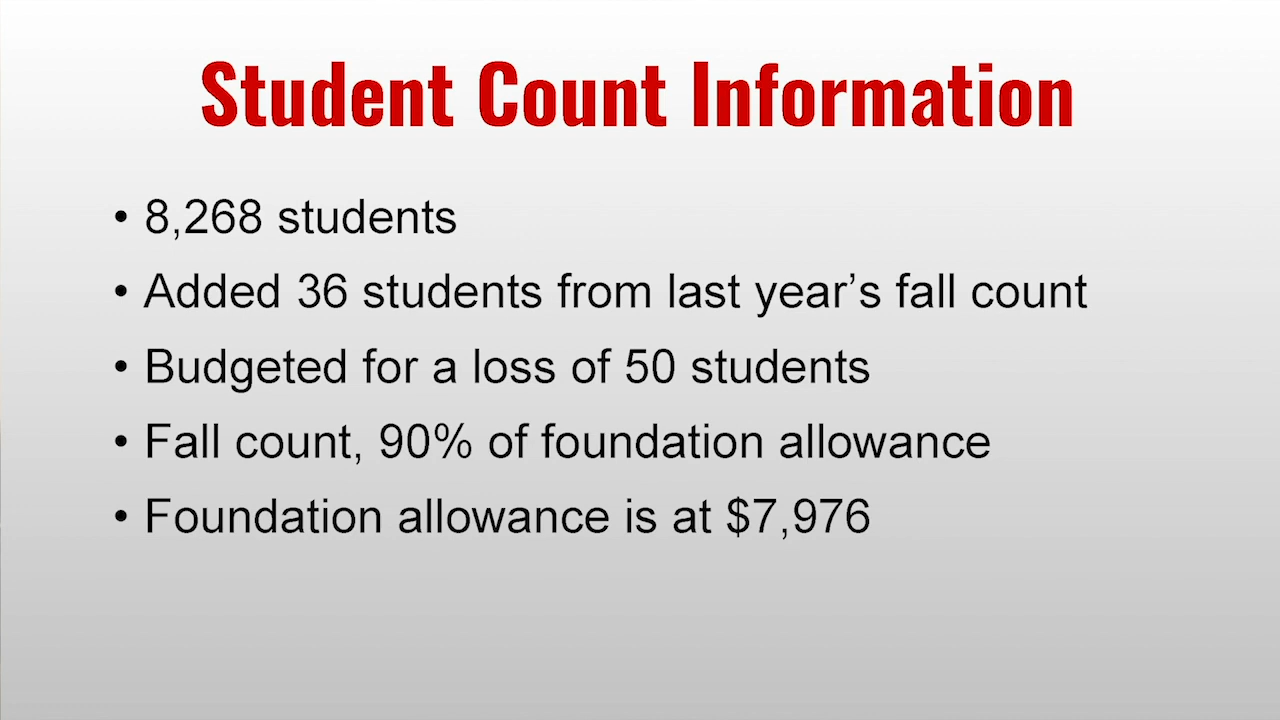 Student Count Information
• 8,268 students
• Added 36 students from last year’s fall count
• Budgeted for a loss of 50 students
• Fall count, 90% of foundation allowance
• Foundation allowance is at $7,976